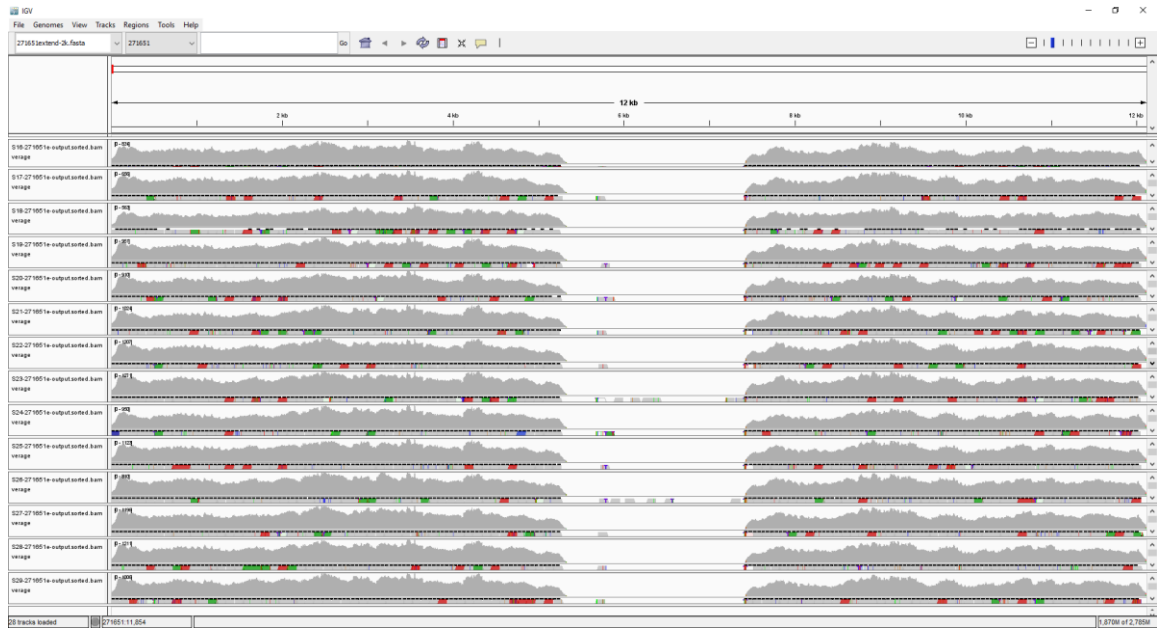 IGV
File Genomes View Tracks Regions Tools Help
271651extend-2k.fasta 271651 Go
12 kb
2 kb 4 kb 6 kb 8 kb 10 kb 12 kb
S16-271651e-output.sorted.bam
verage
S17-271651e-output.sorted.bam
verage
S18-271651e-output.sorted.bam
verage
S19-271651e-output.sorted.bam
verage
S20-271651e-output.sorted.bam
verage
S21-271651e-output.sorted.bam
verage
S22-271651e-output.sorted.bam
verage
S23-271651e-output.sorted.bam
verage
S24-271651e-output.sorted.bam
verage
S25-271651e-output.sorted.bam
verage
S26-271651e-output.sorted.bam
verage
S27-271651e-output.sorted.bam
verage
S28-271651e-output.sorted.bam
verage
S29-271651e-output.sorted.bam
verage
28 tracks loaded 271651:11,854 1,870M of 2,785M